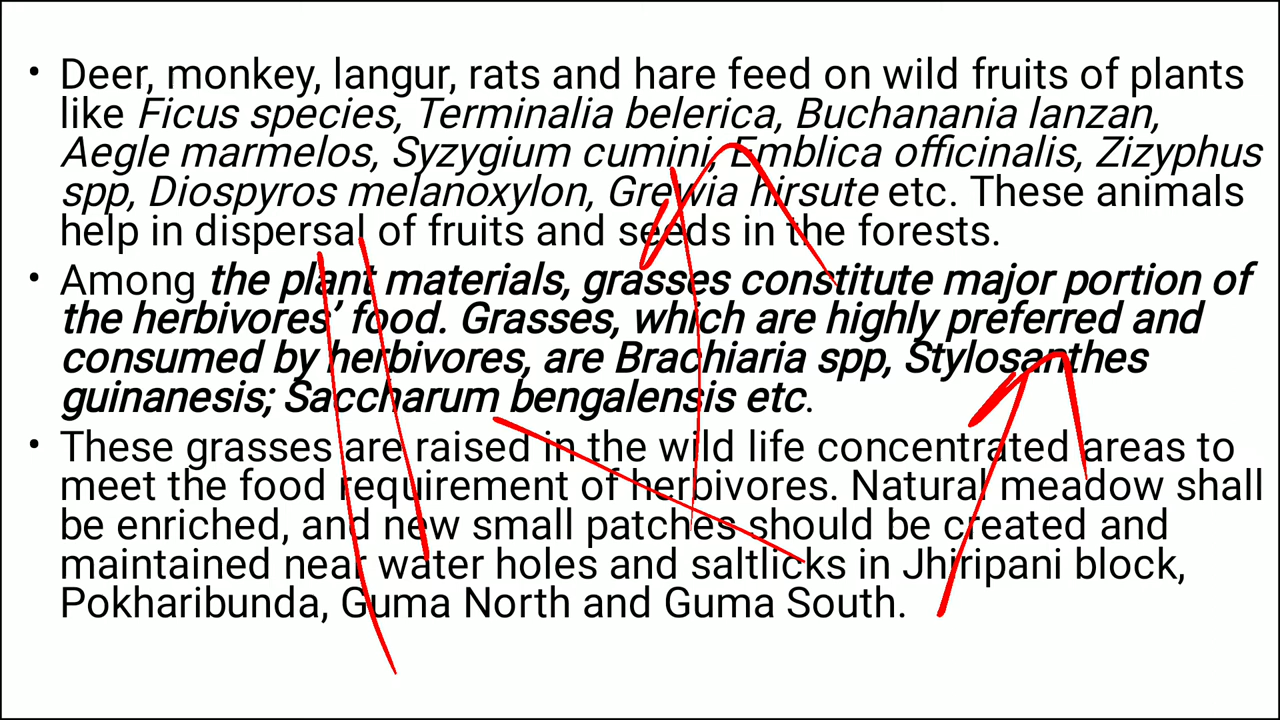 • Deer, monkey, langur, rats and hare feed on wild fruits of plants
like Ficus species, Terminalia belerica, Buchanania lanzan,
Aegle marmelos, Syzygium cumini, Emblica officinalis, Zizyphus
spp, Diospyros melanoxylon, Grewia hirsute etc. These animals
help in dispersal of fruits and seeds in the forests.
• Among the plant materials, grasses constitute major portion of
the herbivores’ food. Grasses, which are highly preferred and
consumed by herbivores, are Brachiaria spp, Stylosanthes
guinanesis; Saccharum bengalensis etc.
• These grasses are raised in the wild life concentrated areas to
meet the food requirement of herbivores. Natural meadow shall
be enriched, and new small patches should be created and
maintained near water holes and saltlicks in Jhiripani block,
Pokharibunda, Guma North and Guma South.